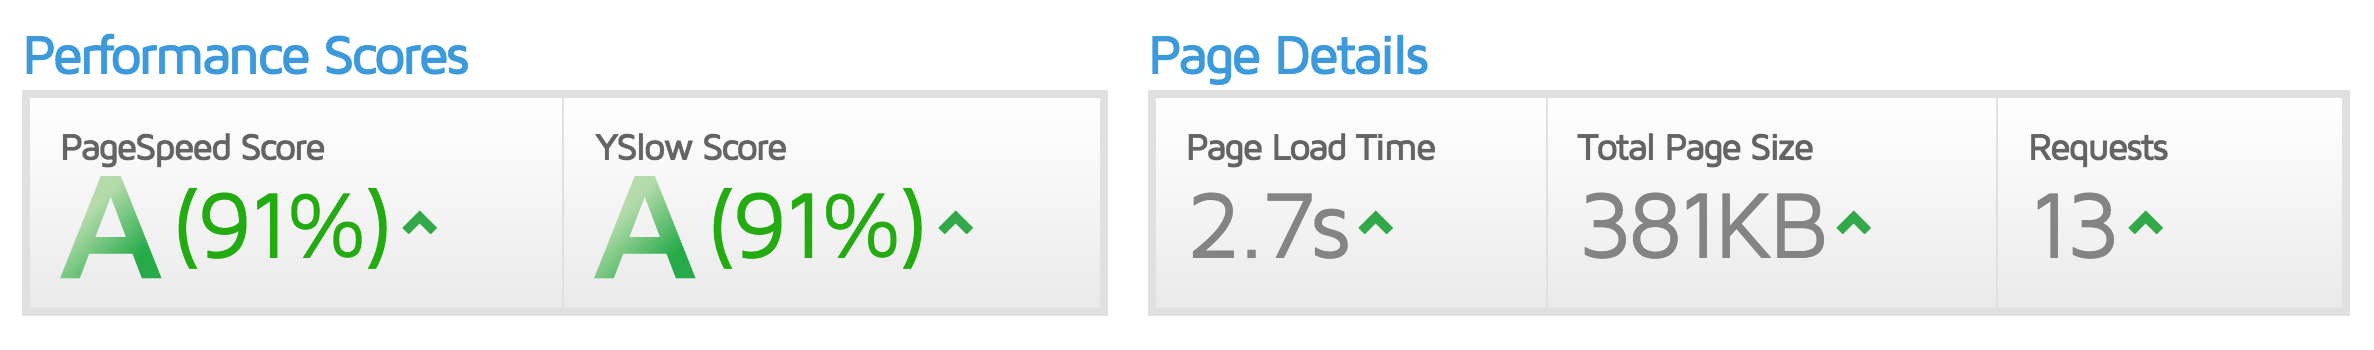 Performance Scores
PageSpeed Score
A (91%)
YSlow Score
A (91%)
Page Details
Page Load Time
2.7s
Total Page Size
381KB
Requests
13